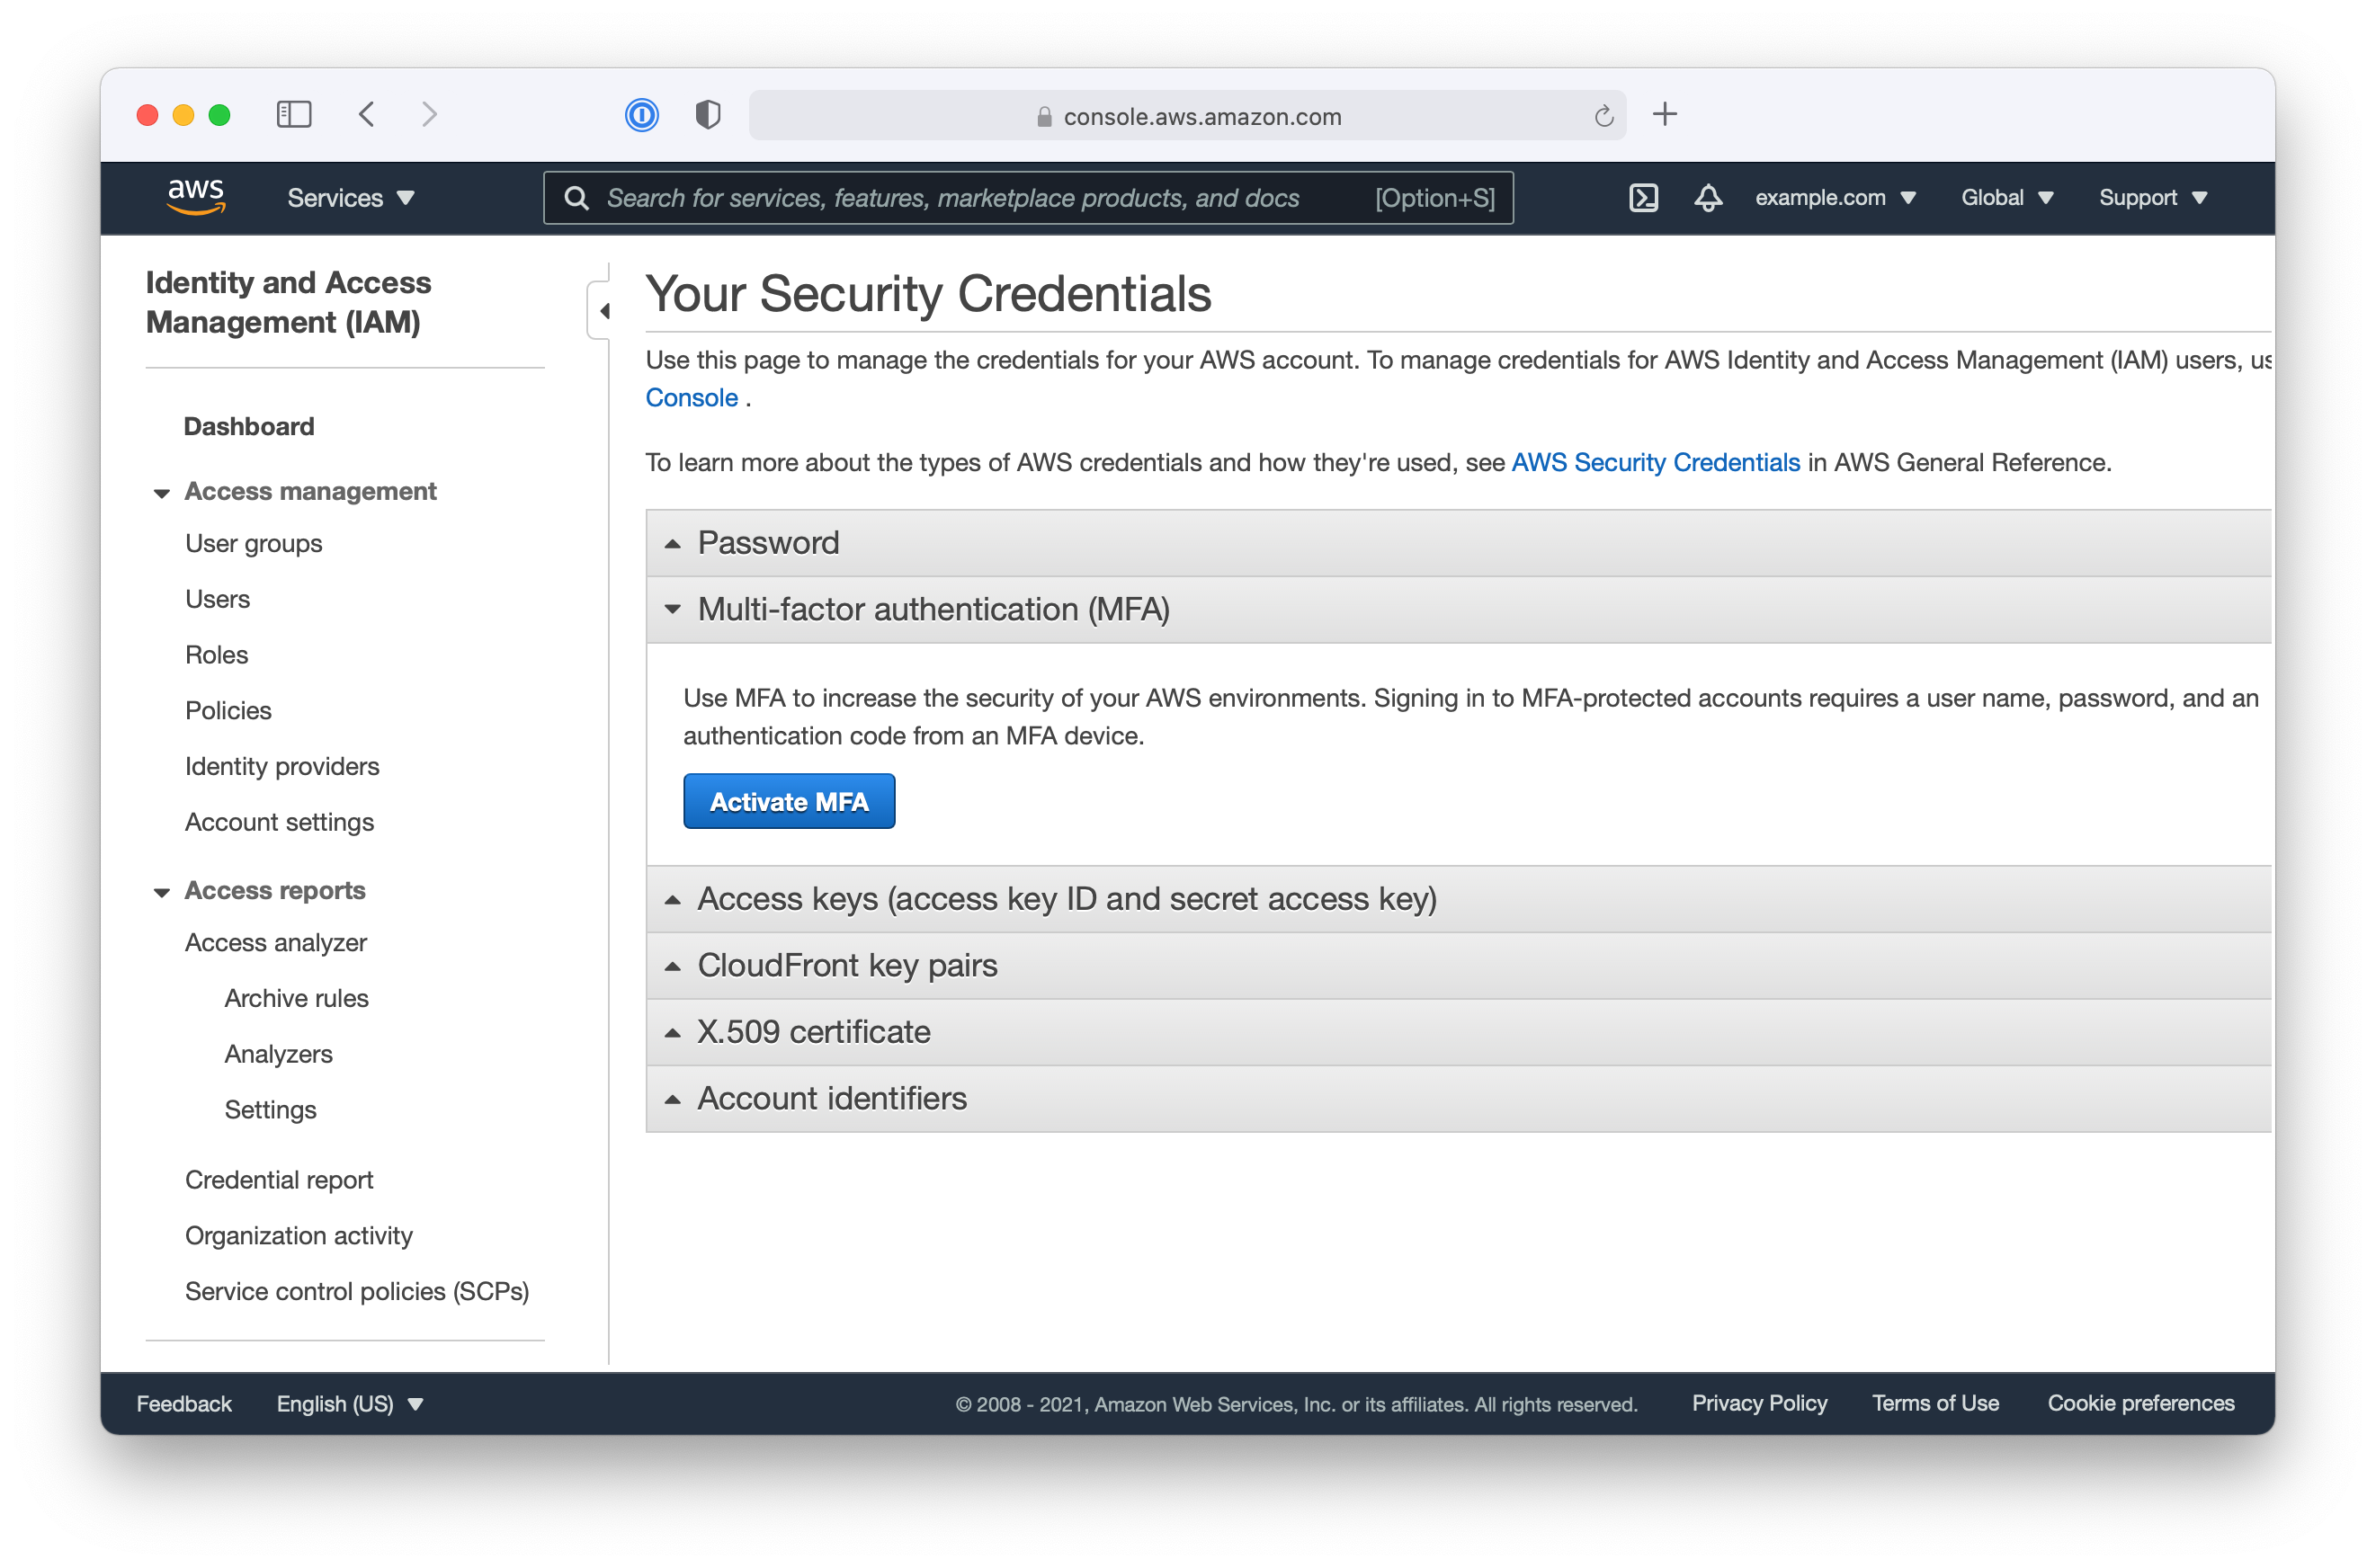 console.aws.amazon.com
aws
Services
Search for services, features, marketplace products, and docs
[Option+S]
example.com
Global
Support
Identity and Access
Management (IAM)
Dashboard
Access management
User groups
Users
Roles
Policies
Identity providers
Account settings
Access reports
Access analyzer
Archive rules
Analyzers
Settings
Credential report
Organization activity
Service control policies (SCPs)
Your Security Credentials
Use this page to manage the credentials for your AWS account. To manage credentials for AWS Identity and Access Management (IAM) users,
Console .
To learn more about the types of AWS credentials and how they're used, see AWS Security Credentials in AWS General Reference.
Password
Multi-factor authentication (MFA)
Use MFA to increase the security of your AWS environments. Signing in to MFA-protected accounts requires a user name, password, and an
authentication code from an MFA device.
Activate MFA
Access keys (access key ID and secret access key)
CloudFront key pairs
X.509 certificate
Account identifiers
Feedback
English (US)
© 2008 - 2021, Amazon Web Services, Inc. or its affiliates. All rights reserved.
Privacy Policy
Terms of Use
Cookie preferences